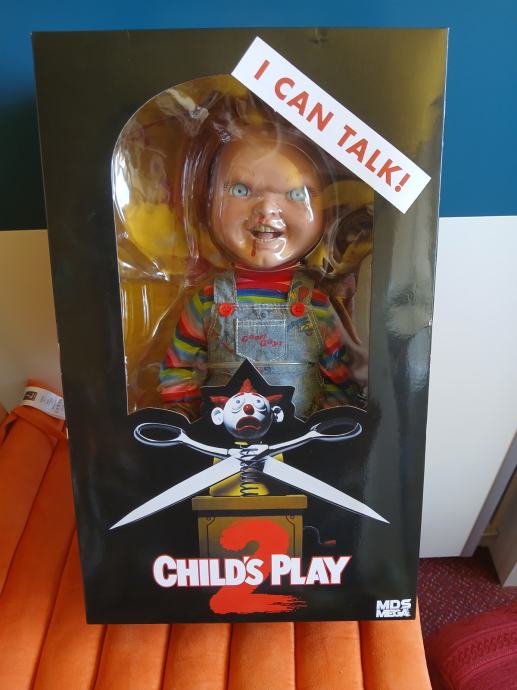 I CAN TALK!
Good Guys
2
CHILD'S PLAY
MDS
MEGA